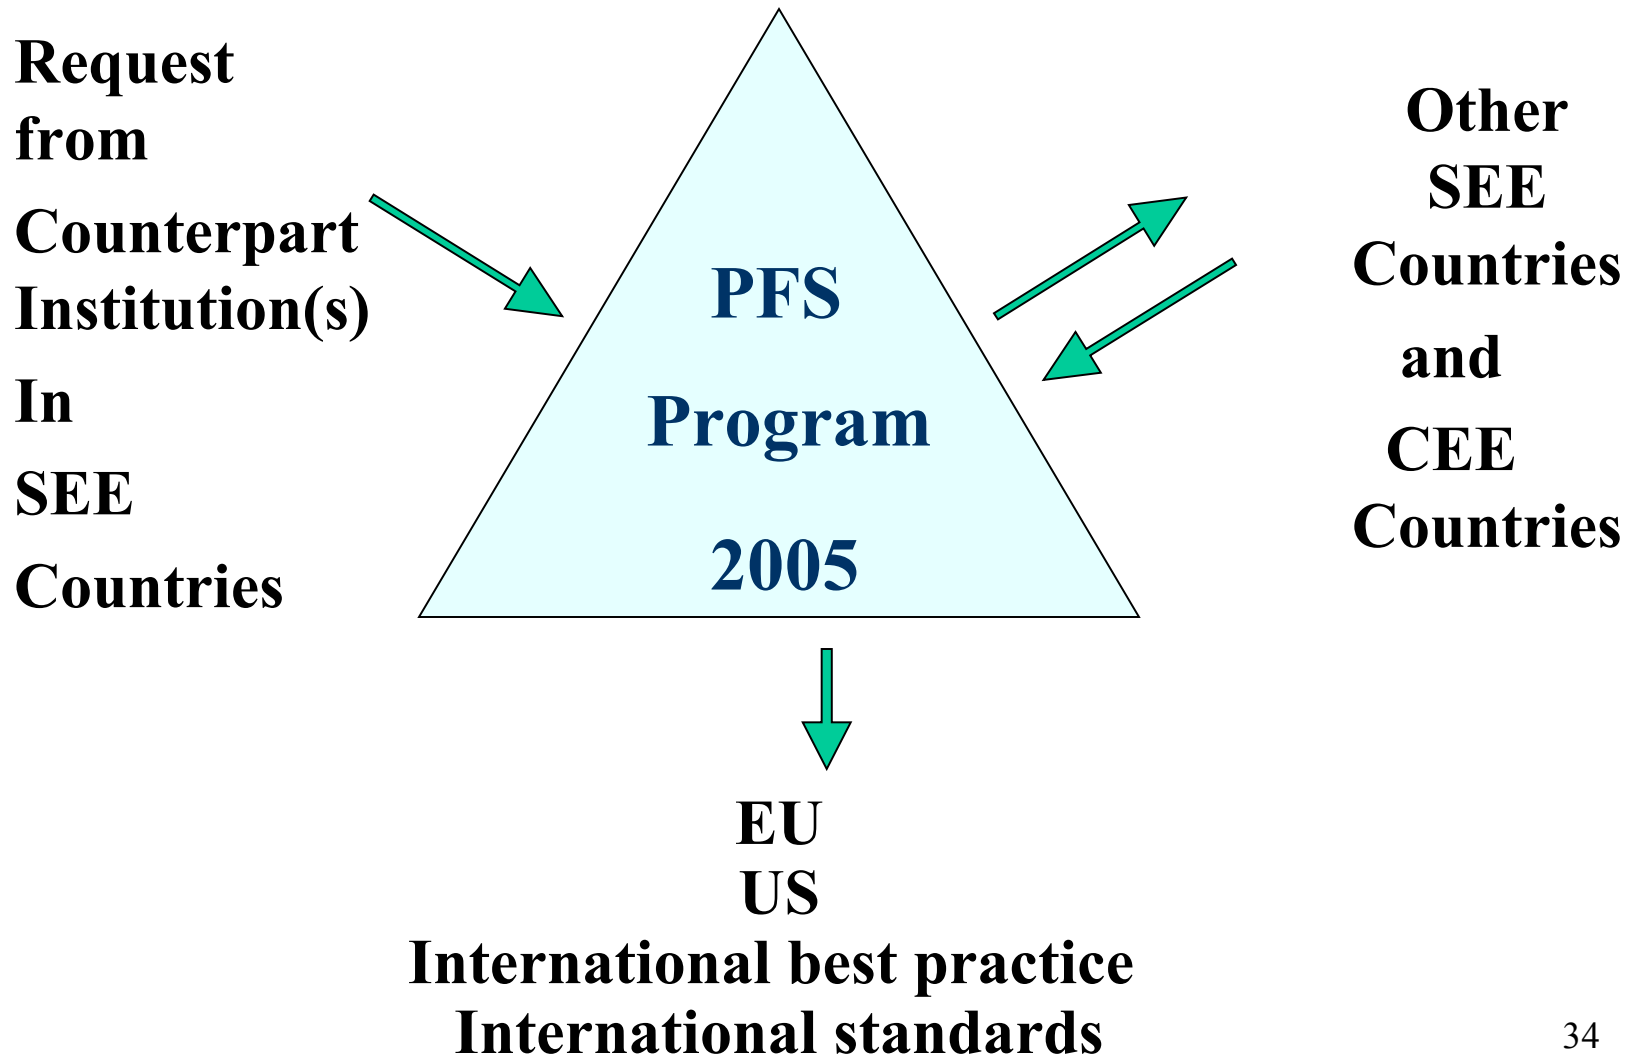 Request
from
Counterpart
Institution(s)
In
SEE
Countries
PFS
Program
2005
Other
SEE
Countries
and
CEE
Countries
EU
US
International best practice
International standards
34